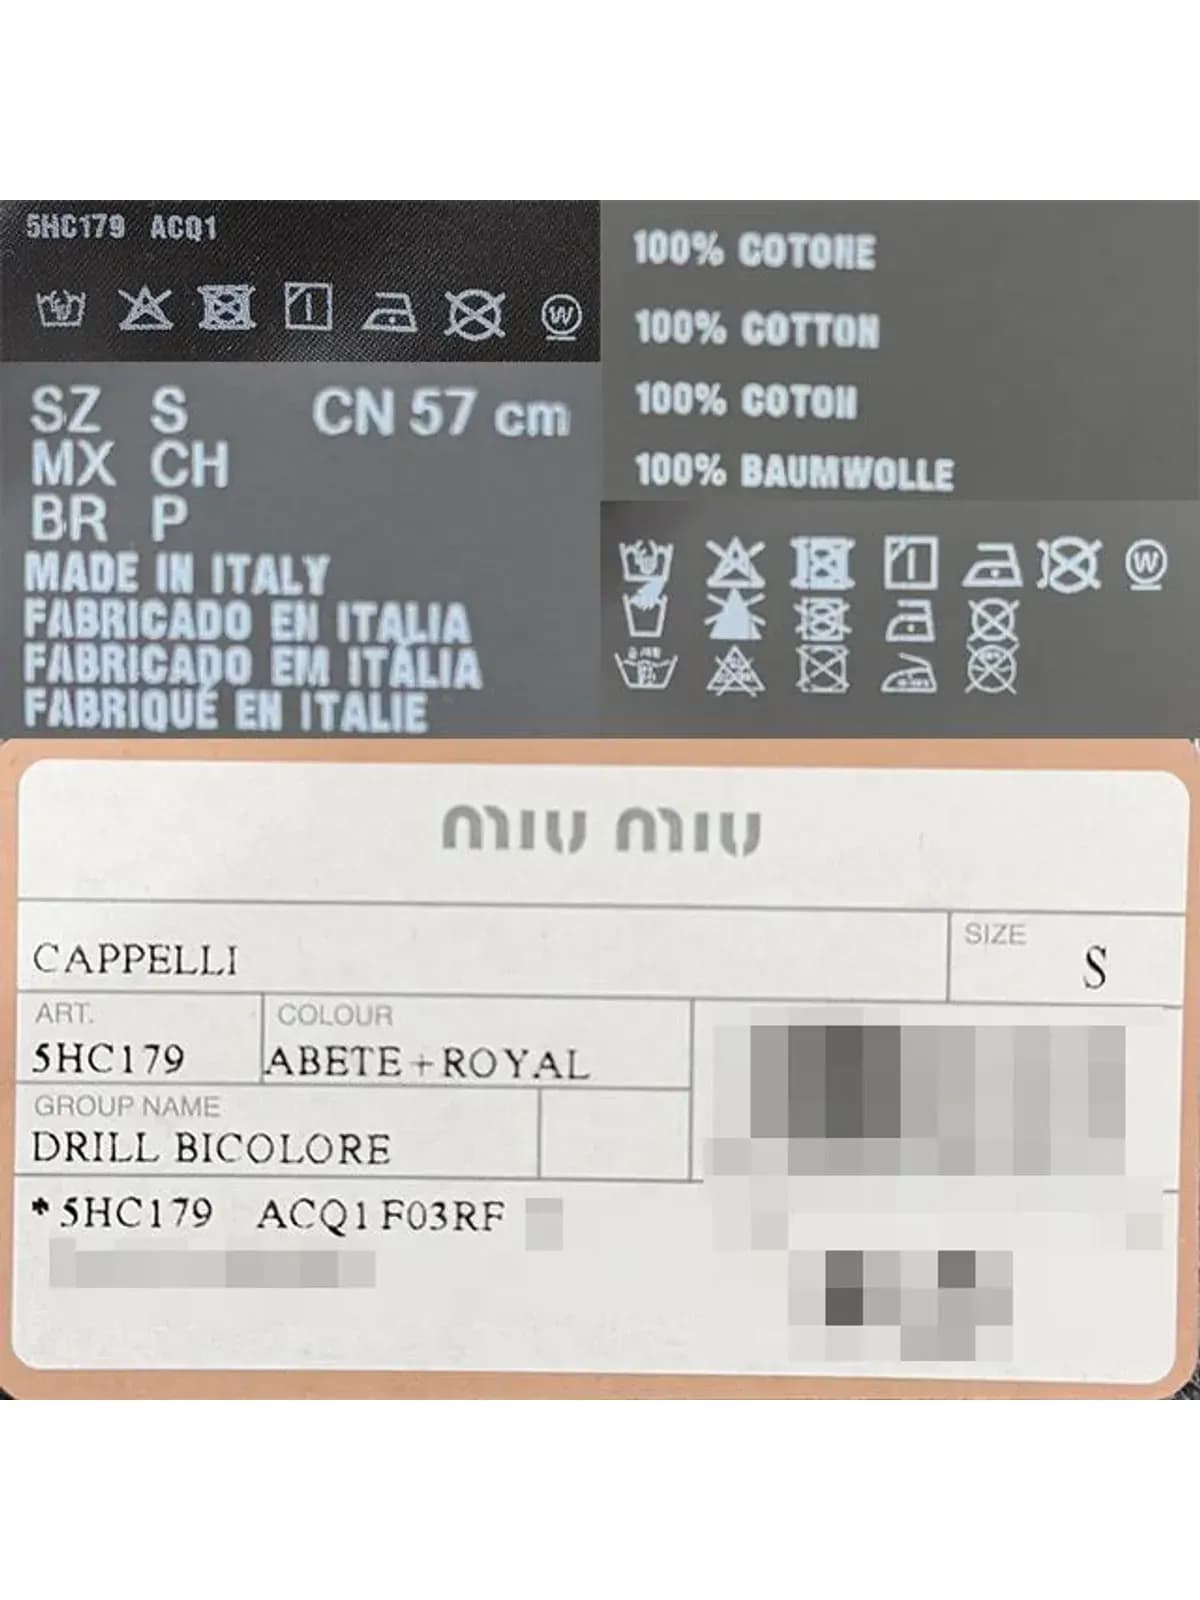 5HC179 ACQ1
W
SZ S CN 57 cm
MX CH
BR P
MADE IN ITALY
FABRICADO EN ITALIA
FABRICADO EM ITÁLIA
FABRIQUÉ EN ITALIE
100% COTONE
100% COTTON
100% COTON
100% BAUMWOLLE
W
miu miu
CAPPELLI
SIZE S
ART.
5HC179
COLOUR
ABETE+ROYAL
GROUP NAME
DRILL BICOLORE
*5HC179 ACQ1 F03RF